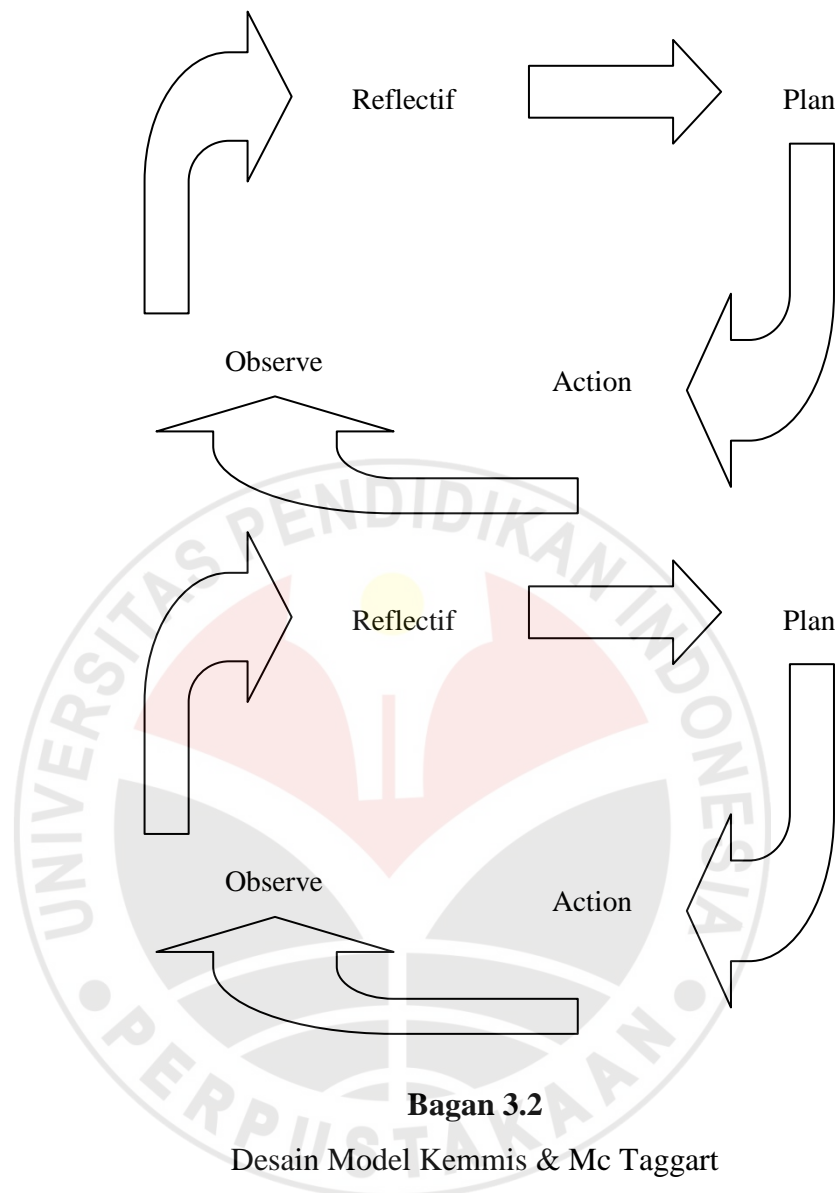 Reflectif Plan
Observe Action
UNIVERSITAS PENDIDIKAN INDONESIA
Reflectif Plan
Observe Action
PERPUSTAKAAN
Bagan 3.2
Desain Model Kemmis & Mc Taggart